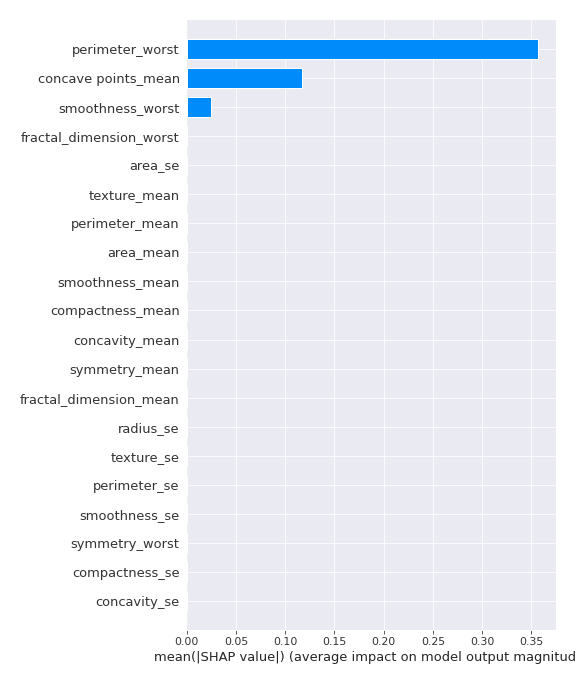 perimeter_worst
concave points_mean
smoothness_worst
fractal_dimension_worst
area_se
texture_mean
perimeter_mean
area_mean
smoothness_mean
compactness_mean
concavity_mean
symmetry_mean
fractal_dimension_mean
radius_se
texture_se
perimeter_se
smoothness_se
symmetry_worst
compactness_se
concavity_se
0.00 0.05 0.10 0.15 0.20 0.25 0.30 0.35
mean(|SHAP value|) (average impact on model output magnitud